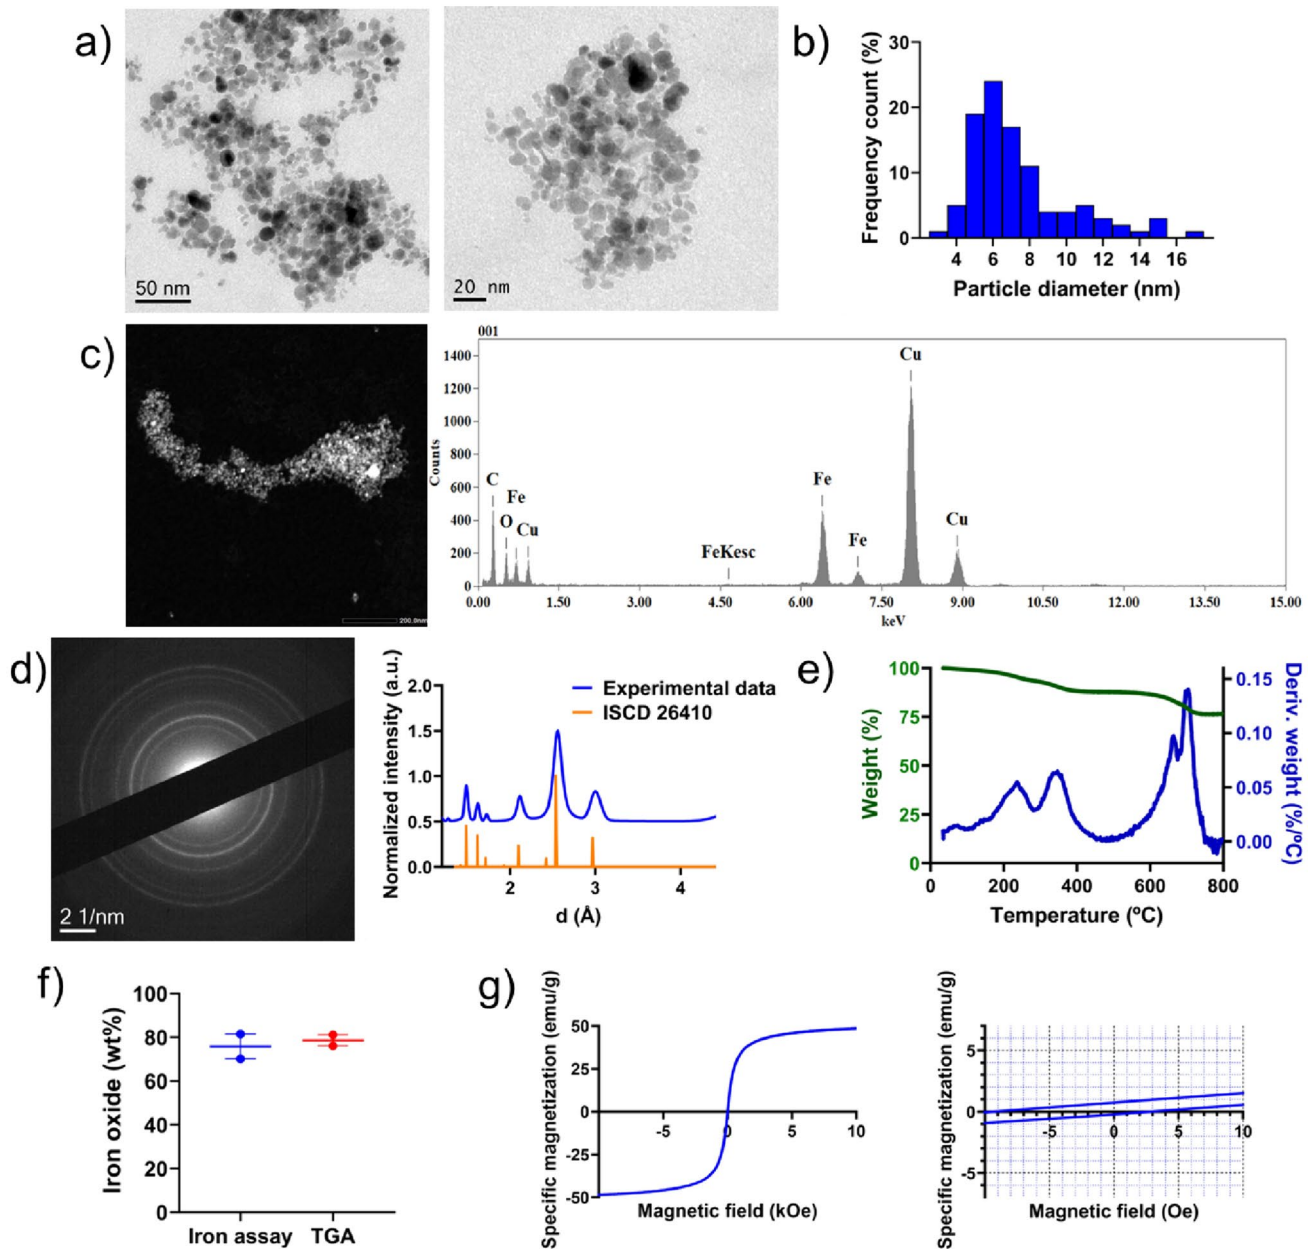 a)
50 nm
20 nm
b)
Frequency count (%)
30
20
10
0
4 6 8 10 12 14 16
Particle diameter (nm)
c)
200.0nm
001
Counts
1400
1200
1000
800
600
400
200
0
C
O
Fe
Cu
FeKesc
Fe
Fe
Cu
Cu
0.00 1.50 3.00 4.50 6.00 7.50 9.00 10.50 12.00 13.50 15.00
keV
d)
2 1/nm
Normalized intensity (a.u.)
2.0
1.5
1.0
0.5
0.0
Experimental data
ISCD 26410
2 3 4
d (Å)
e)
Weight (%)
100
75
50
25
0
Deriv. weight (%/ºC)
0.15
0.10
0.05
0.00
0 200 400 600 800
Temperature (ºC)
f)
Iron oxide (wt%)
100
80
60
40
20
0
Iron assay TGA
g)
Specific magnetization (emu/g)
50
25
0
-25
-50
-5 0 5 10
Magnetic field (kOe)
Specific magnetization (emu/g)
5
0
-5
-5 0 5 10
Magnetic field (Oe)